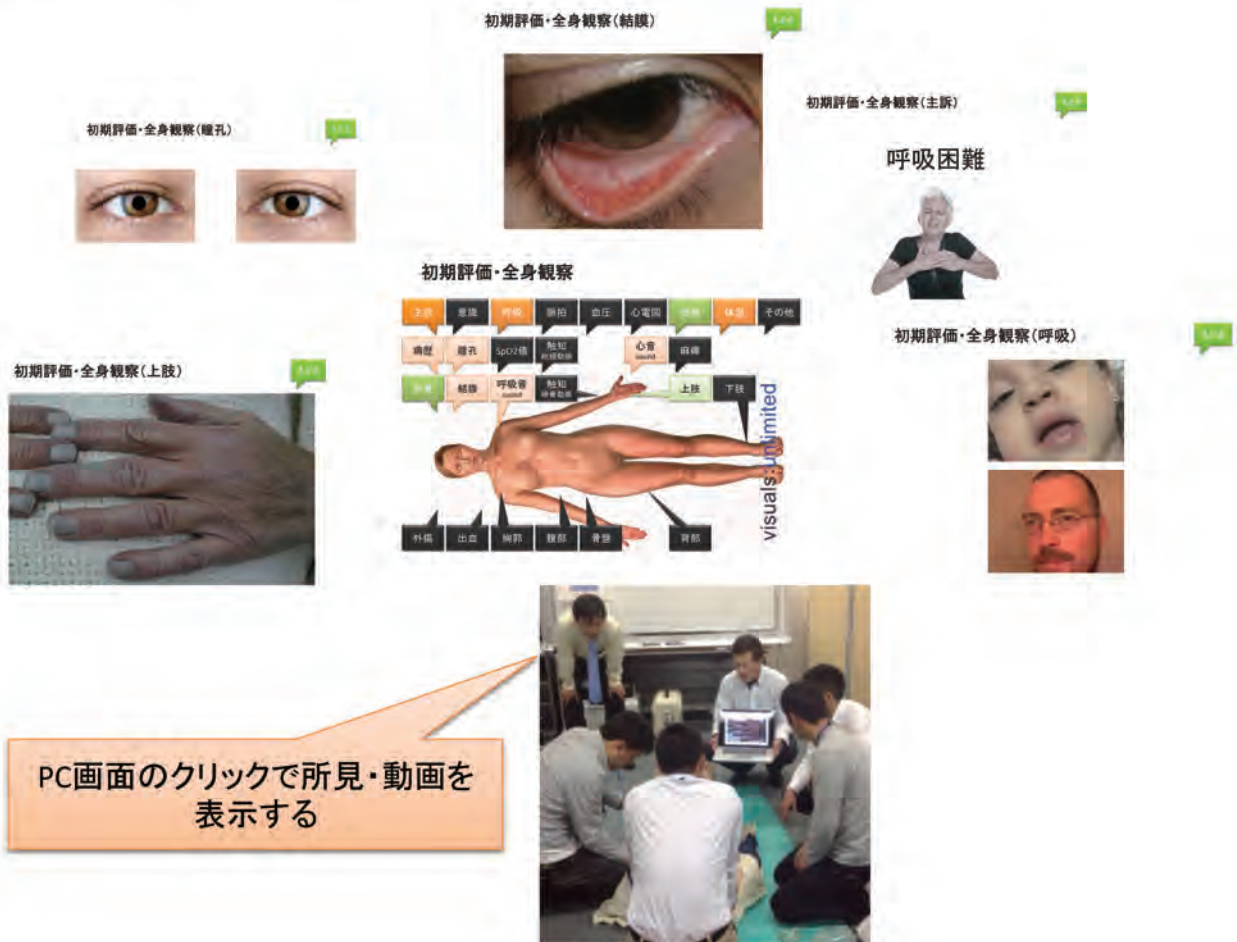 初期評価・全身観察(結膜)
初期評価・全身観察(主訴)
初期評価・全身観察(瞳孔)
呼吸困難
初期評価・全身観察
主訴 意識 呼吸 脈拍 血圧 心電図 体温 その他
病歴 瞳孔 SpO2値 触知 心音 sound 麻痺
結膜 呼吸音 sound 触知 上肢 下肢
初期評価・全身観察(呼吸)
初期評価・全身観察(上肢)
visuals:unlimited
外傷 出血 胸郭 腹部 骨盤 背部
PC画面のクリックで所見・動画を
表示する